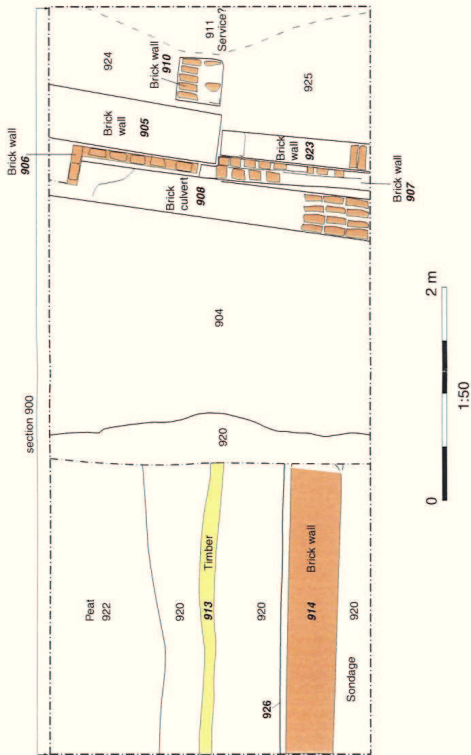 section 900
Brick wall
906
Brick
wall
905
924
Brick wall
910
911
Service?
925
Brick
wall
923
Brick wall
907
Brick
culvert
908
904
920
Peat
922
920
913
Timber
920
926
914
Brick wall
920
Sondage
0
2 m
1:50